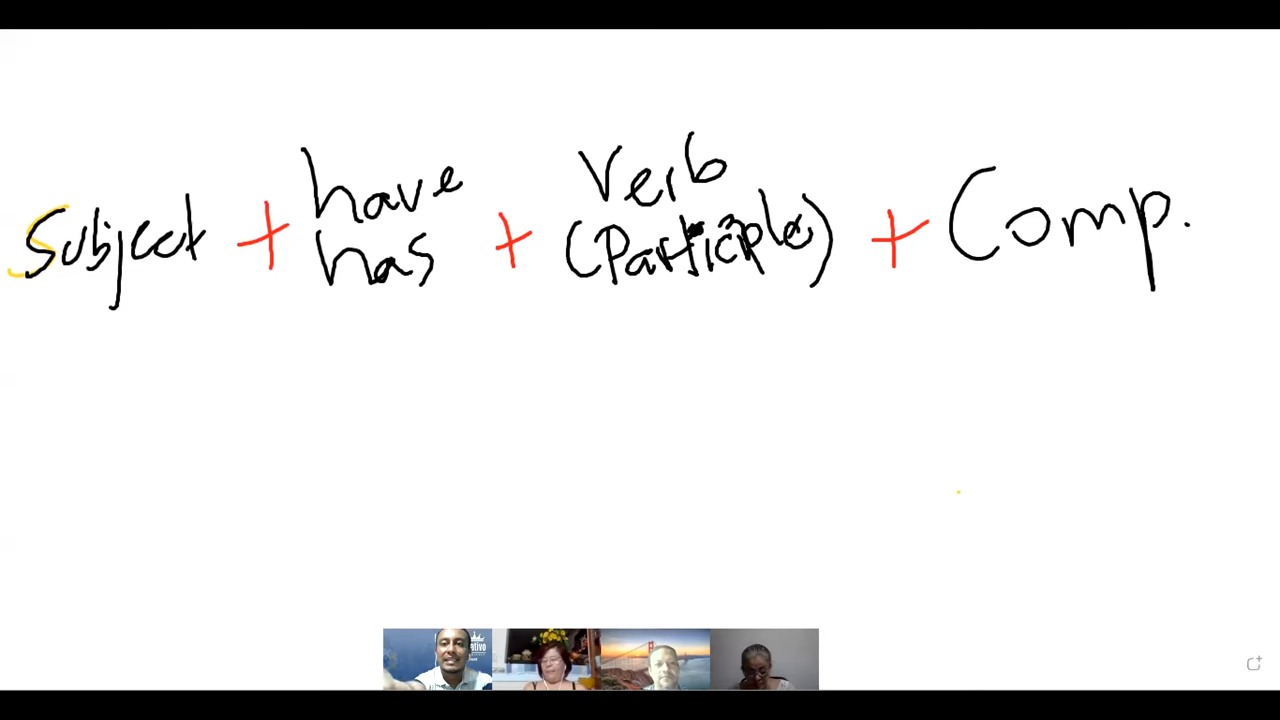 Subject + have has + Verb (Participle) + Comp.